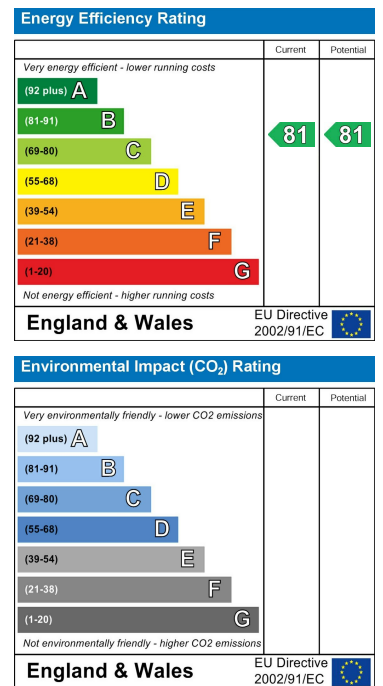 Energy Efficiency Rating
Current Potential
Very energy efficient - lower running costs
(92 plus) A
(81-91) B
81 81
(69-80) C
(55-68) D
(39-54) E
(21-38) F
(1-20) G
Not energy efficient - higher running costs
England & Wales
EU Directive
2002/91/EC
Environmental Impact (CO₂) Rating
Current Potential
Very environmentally friendly - lower CO2 emissions
(92 plus) A
(81-91) B
(69-80) C
(55-68) D
(39-54) E
(21-38) F
(1-20) G
Not environmentally friendly - higher CO2 emissions
England & Wales
EU Directive
2002/91/EC